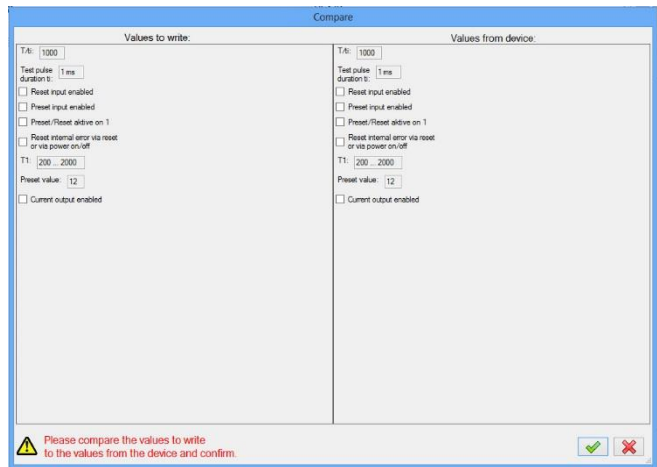 Compare
Values to write:
T/ti: 1000
Test pulse
duration ti: 1 ms
Reset input enabled
Preset input enabled
Preset/Reset aktive on 1
Reset internal error via reset
or via power on/off
T1: 200 ... 2000
Preset value: 12
Current output enabled
Values from device:
T/ti: 1000
Test pulse
duration ti: 1 ms
Reset input enabled
Preset input enabled
Preset/Reset aktive on 1
Reset internal error via reset
or via power on/off
T1: 200 ... 2000
Preset value: 12
Current output enabled
Please compare the values to write
to the values from the device and confirm.